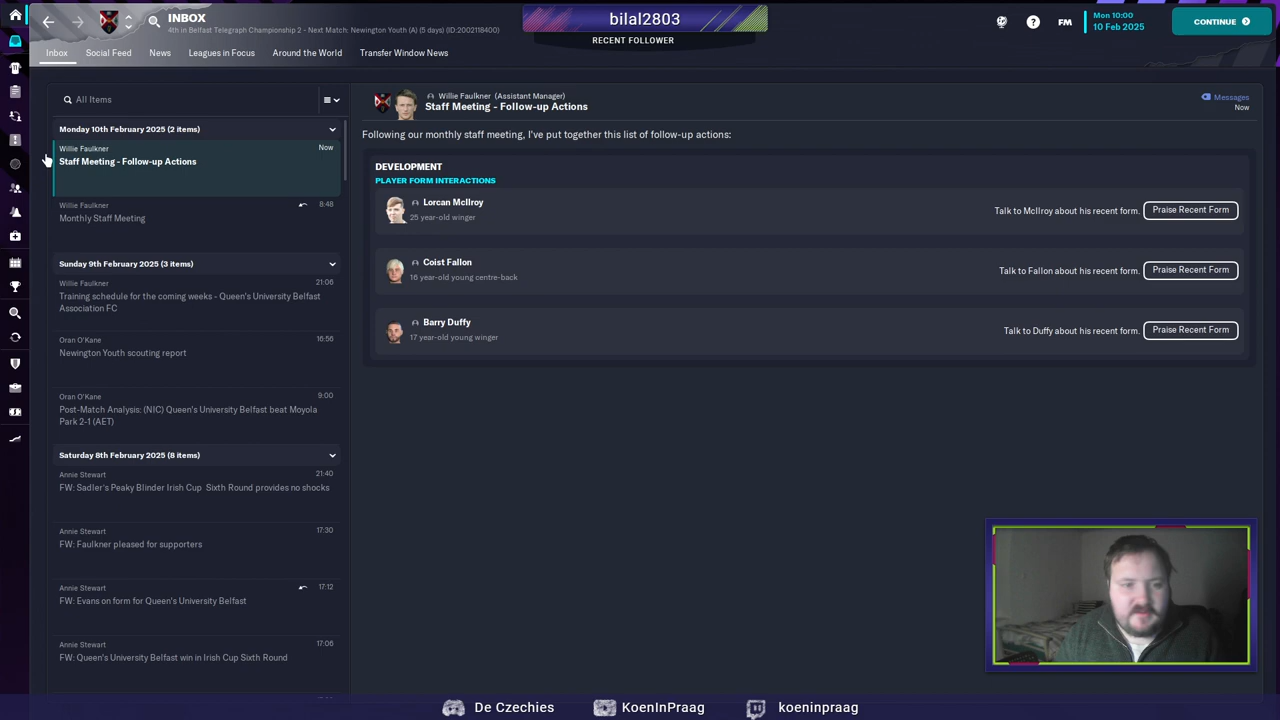 INBOX
4th in Belfast Telegraph Championship 2 - Next Match: Newington Youth (A) (5 days) (ID:2002118400)
bilal2803
RECENT FOLLOWER
FM
Mon 10:00
10 Feb 2025
CONTINUE
Inbox
Social Feed
News
Leagues in Focus
Around the World
Transfer Window News
All Items
Monday 10th February 2025 (2 items)
Willie Faulkner
Now
Staff Meeting - Follow-up Actions
Willie Faulkner
8:48
Monthly Staff Meeting
Sunday 9th February 2025 (3 items)
Willie Faulkner
21:06
Training schedule for the coming weeks - Queen's University Belfast
Association FC
Oran O'Kane
16:56
Newington Youth scouting report
Oran O'Kane
9:00
Post-Match Analysis: (NIC) Queen's University Belfast beat Moyola
Park 2-1 (AET)
Saturday 8th February 2025 (8 items)
Annie Stewart
21:40
FW: Sadler's Peaky Blinder Irish Cup Sixth Round provides no shocks
Annie Stewart
17:30
FW: Faulkner pleased for supporters
Annie Stewart
17:12
FW: Evans on form for Queen's University Belfast
Annie Stewart
17:06
FW: Queen's University Belfast win in Irish Cup Sixth Round
Willie Faulkner (Assistant Manager)
Staff Meeting - Follow-up Actions
Messages
Now
Following our monthly staff meeting, I've put together this list of follow-up actions:
DEVELOPMENT
PLAYER FORM INTERACTIONS
Lorcan McIlroy
25 year-old winger
Talk to McIlroy about his recent form.
Praise Recent Form
Coist Fallon
16 year-old young centre-back
Talk to Fallon about his recent form.
Praise Recent Form
Barry Duffy
17 year-old young winger
Talk to Duffy about his recent form.
Praise Recent Form
De Czechies
KoenInPraag
koeninpraag